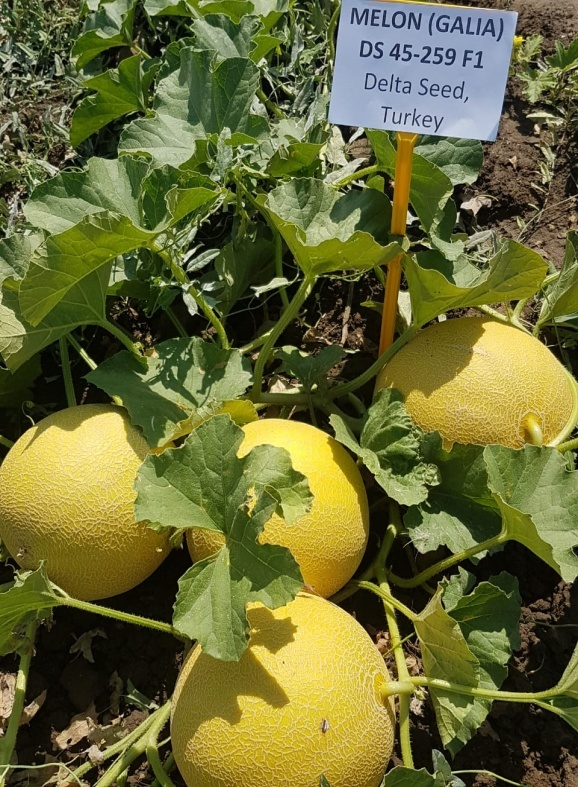 MELON (GALIA)
DS 45-259 F1
Delta Seed,
Turkey